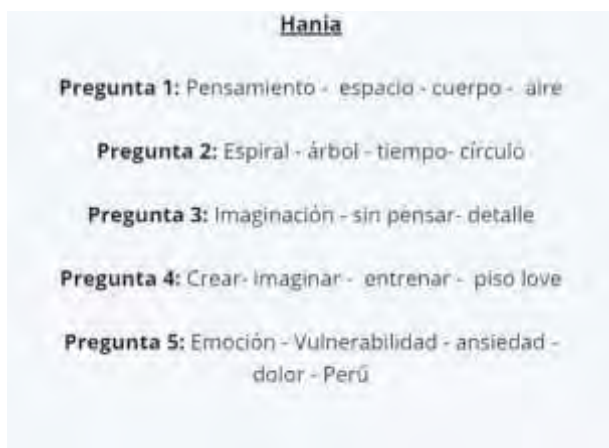 Hania
Pregunta 1: Pensamiento - espacio - cuerpo - aire
Pregunta 2: Espiral - árbol - tiempo- círculo
Pregunta 3: Imaginación - sin pensar- detalle
Pregunta 4: Crear- imaginar - entrenar - piso love
Pregunta 5: Emoción - Vulnerabilidad - ansiedad -
dolor - Perú